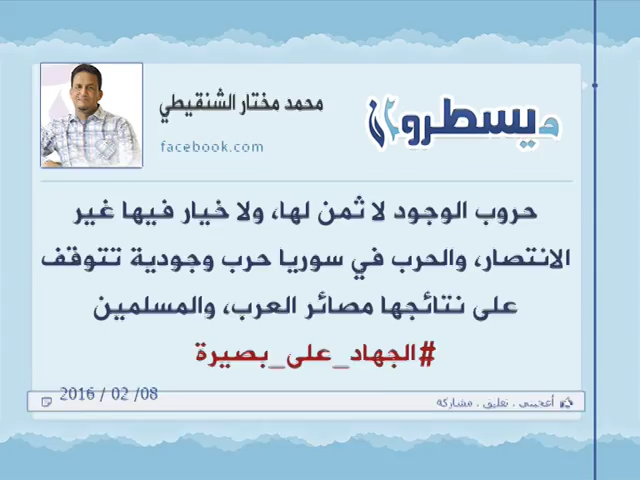 محمد مختار الشنقيطي
facebook.com
حروب الوجود لا ثمن لها، ولا خيار فيها غير
الانتصار، والحرب في سوريا حرب وجودية تتوقف
على نتائجها مصائر العرب، والمسلمين
#الجهاد_على_بصيرة
2016 / 02 /08
أعجبني . تعليق . مشاركة